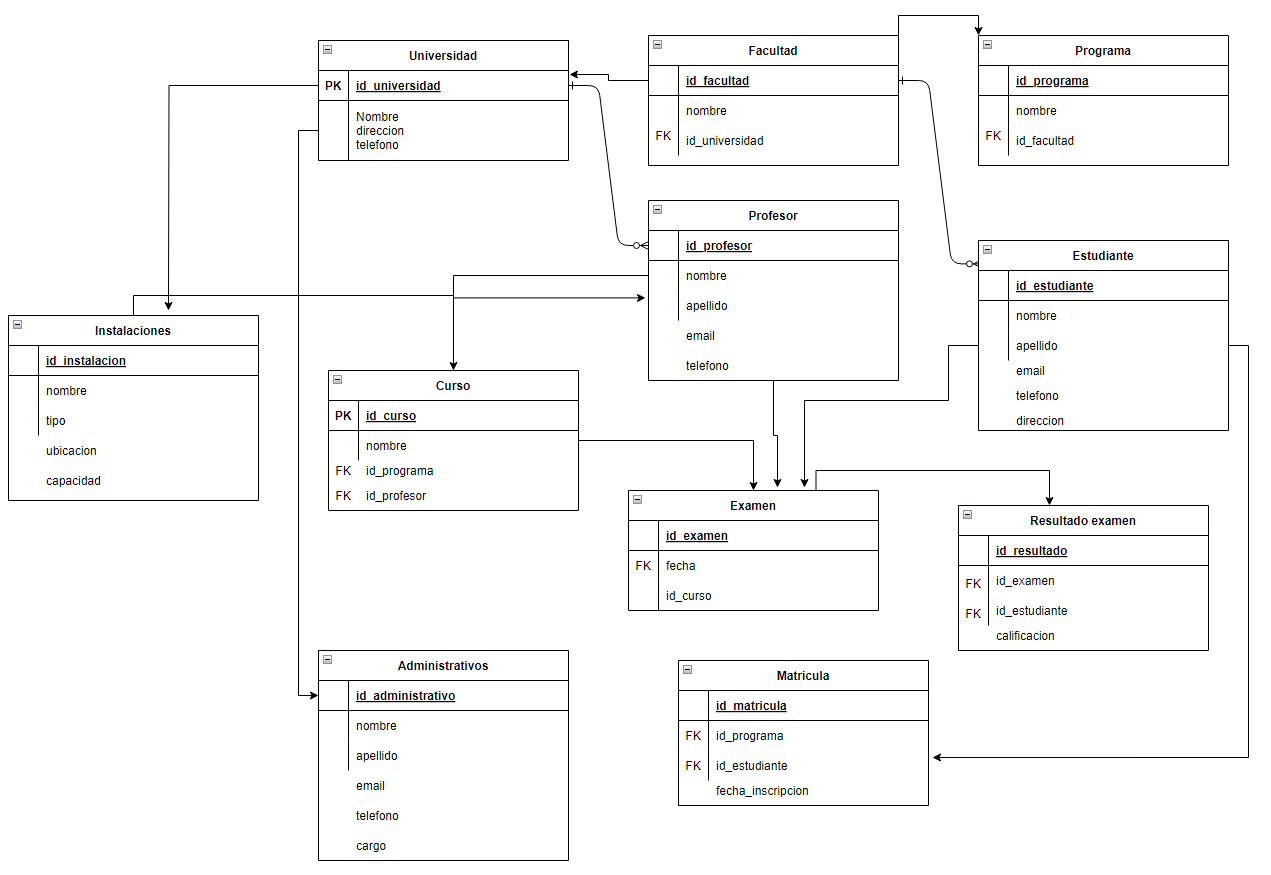 Universidad
PK id_universidad
Nombre
direccion
telefono
Facultad
id_facultad
nombre
FK id_universidad
Programa
id_programa
nombre
FK id_facultad
Profesor
id_profesor
nombre
apellido
email
telefono
Estudiante
id_estudiante
nombre
apellido
email
telefono
direccion
Instalaciones
id_instalacion
nombre
tipo
ubicacion
capacidad
Curso
PK id_curso
nombre
FK id_programa
FK id_profesor
Examen
id_examen
FK fecha
id_curso
Resultado examen
id_resultado
FK id_examen
FK id_estudiante
calificacion
Administrativos
id_administrativo
nombre
apellido
email
telefono
cargo
Matricula
id_matricula
FK id_programa
FK id_estudiante
fecha_inscripcion